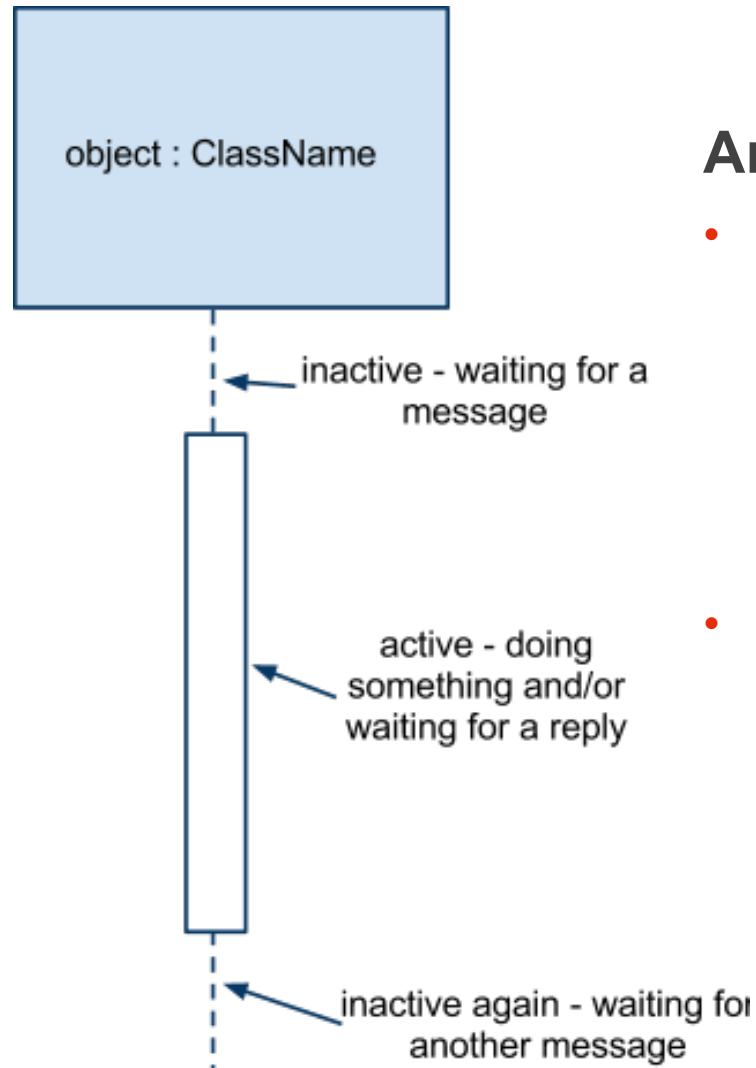 object : ClassName
Ar
•
inactive - waiting for a
message
•
active - doing
something and/or
waiting for a reply
inactive again - waiting for
another message